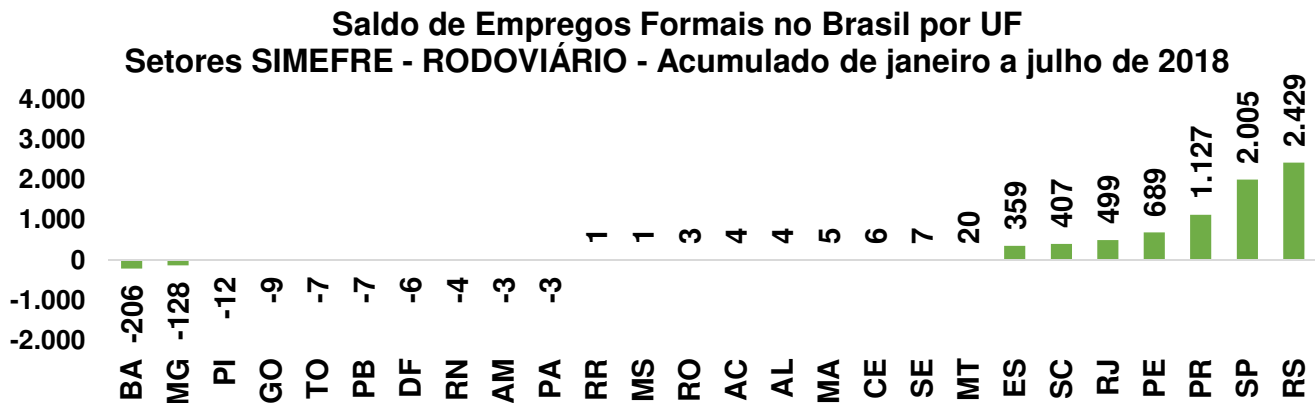 Saldo de Empregos Formais no Brasil por UF
Setores SIMEFRE - RODOVIÁRIO - Acumulado de janeiro a julho de 2018
4.000
3.000
2.000
1.000
0
-1.000
-2.000
-206
-128
-12
-9
-7
-7
-6
-4
-3
-3
1
1
3
4
4
5
6
7
20
359
407
499
689
1.127
2.005
2.429
BA
MG
PI
GO
TO
PB
DF
RN
AM
PA
RR
MS
RO
AC
AL
MA
CE
SE
MT
ES
SC
RJ
PE
PR
SP
RS